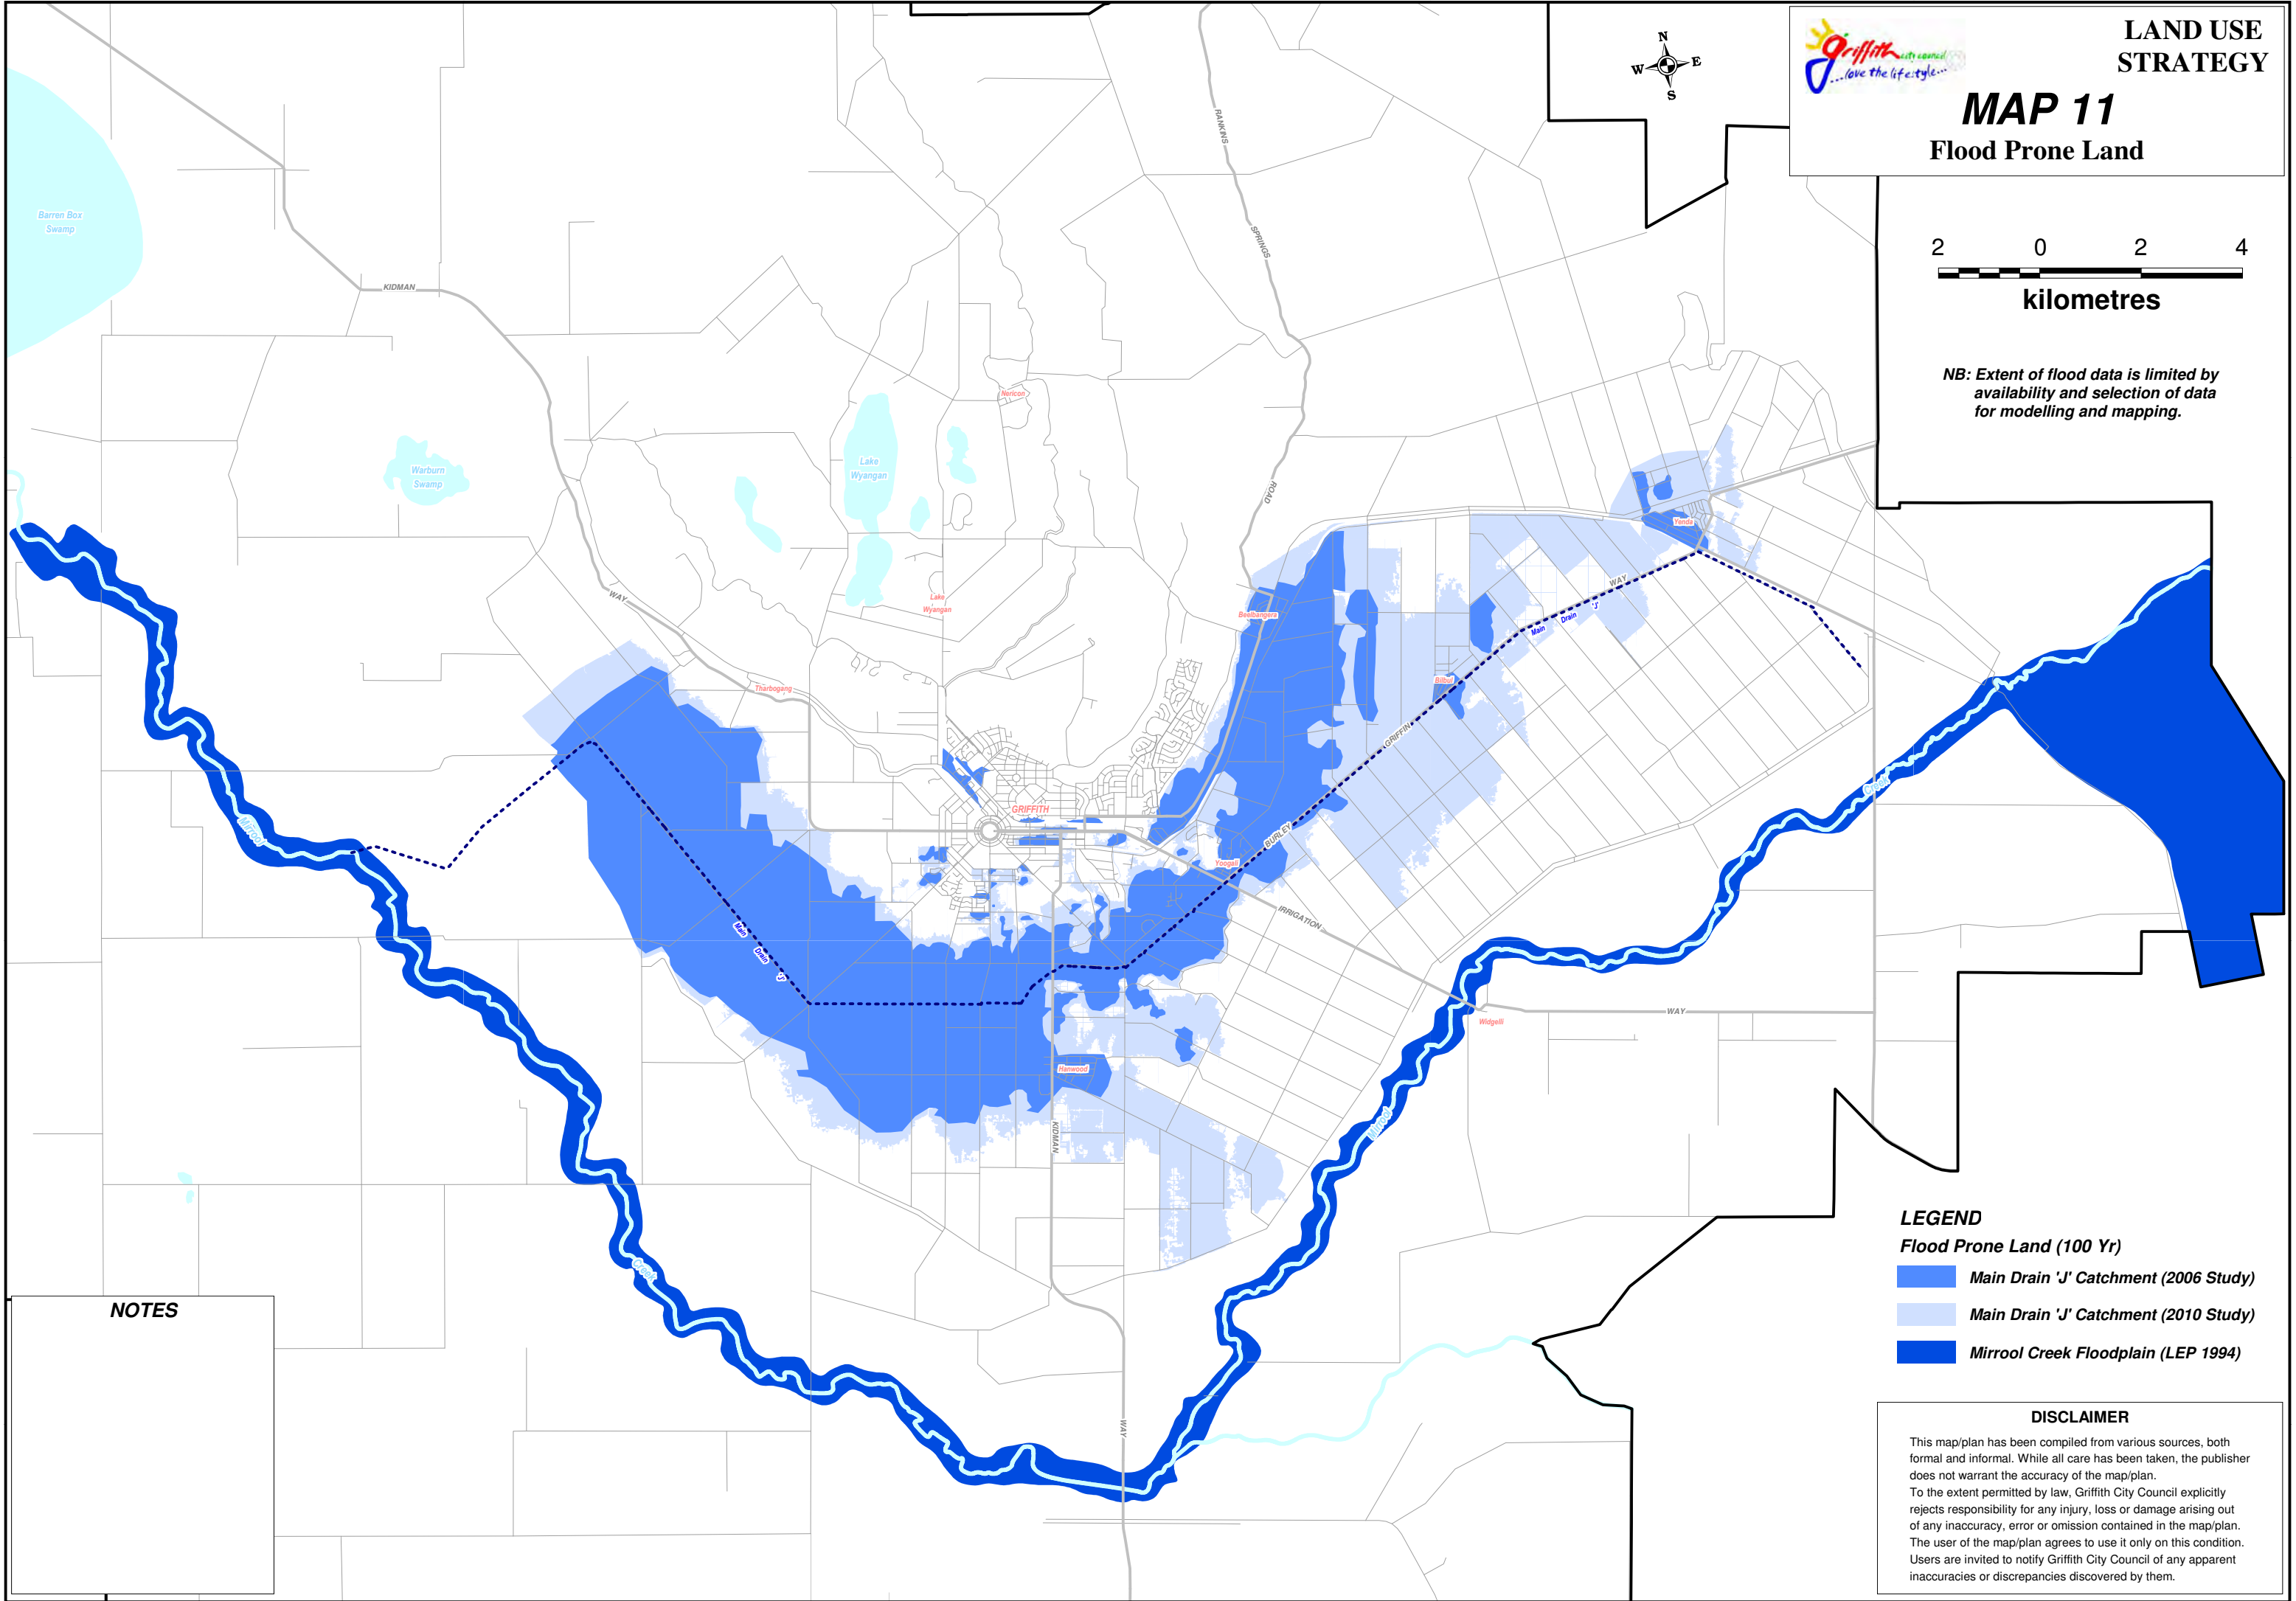 griffith city council
...love the lifestyle...
LAND USE
STRATEGY
MAP 11
Flood Prone Land
N
W E
S
2 0 2 4
kilometres
NB: Extent of flood data is limited by
availability and selection of data
for modelling and mapping.
Barren Box
Swamp
KIDMAN
RANKINS
SPRINGS
ROAD
Nericon
Lake
Wyangan
Warburn
Swamp
Yenda
WAY
WAY
Lake
Wyangan
Beelbangera
Main Drain 'J'
Tharbogang
Bilbul
GRIFFIN
GRIFFITH
BURLEY
Yoogali
Creek
Mirrool
IRRIGATION
Main Drain 'J'
WAY
Widgelli
Hanwood
KIDMAN
Mirrool
Creek
WAY
NOTES
LEGEND
Flood Prone Land (100 Yr)
Main Drain 'J' Catchment (2006 Study)
Main Drain 'J' Catchment (2010 Study)
Mirrool Creek Floodplain (LEP 1994)
DISCLAIMER
This map/plan has been compiled from various sources, both
formal and informal. While all care has been taken, the publisher
does not warrant the accuracy of the map/plan.
To the extent permitted by law, Griffith City Council explicitly
rejects responsibility for any injury, loss or damage arising out
of any inaccuracy, error or omission contained in the map/plan.
The user of the map/plan agrees to use it only on this condition.
Users are invited to notify Griffith City Council of any apparent
inaccuracies or discrepancies discovered by them.